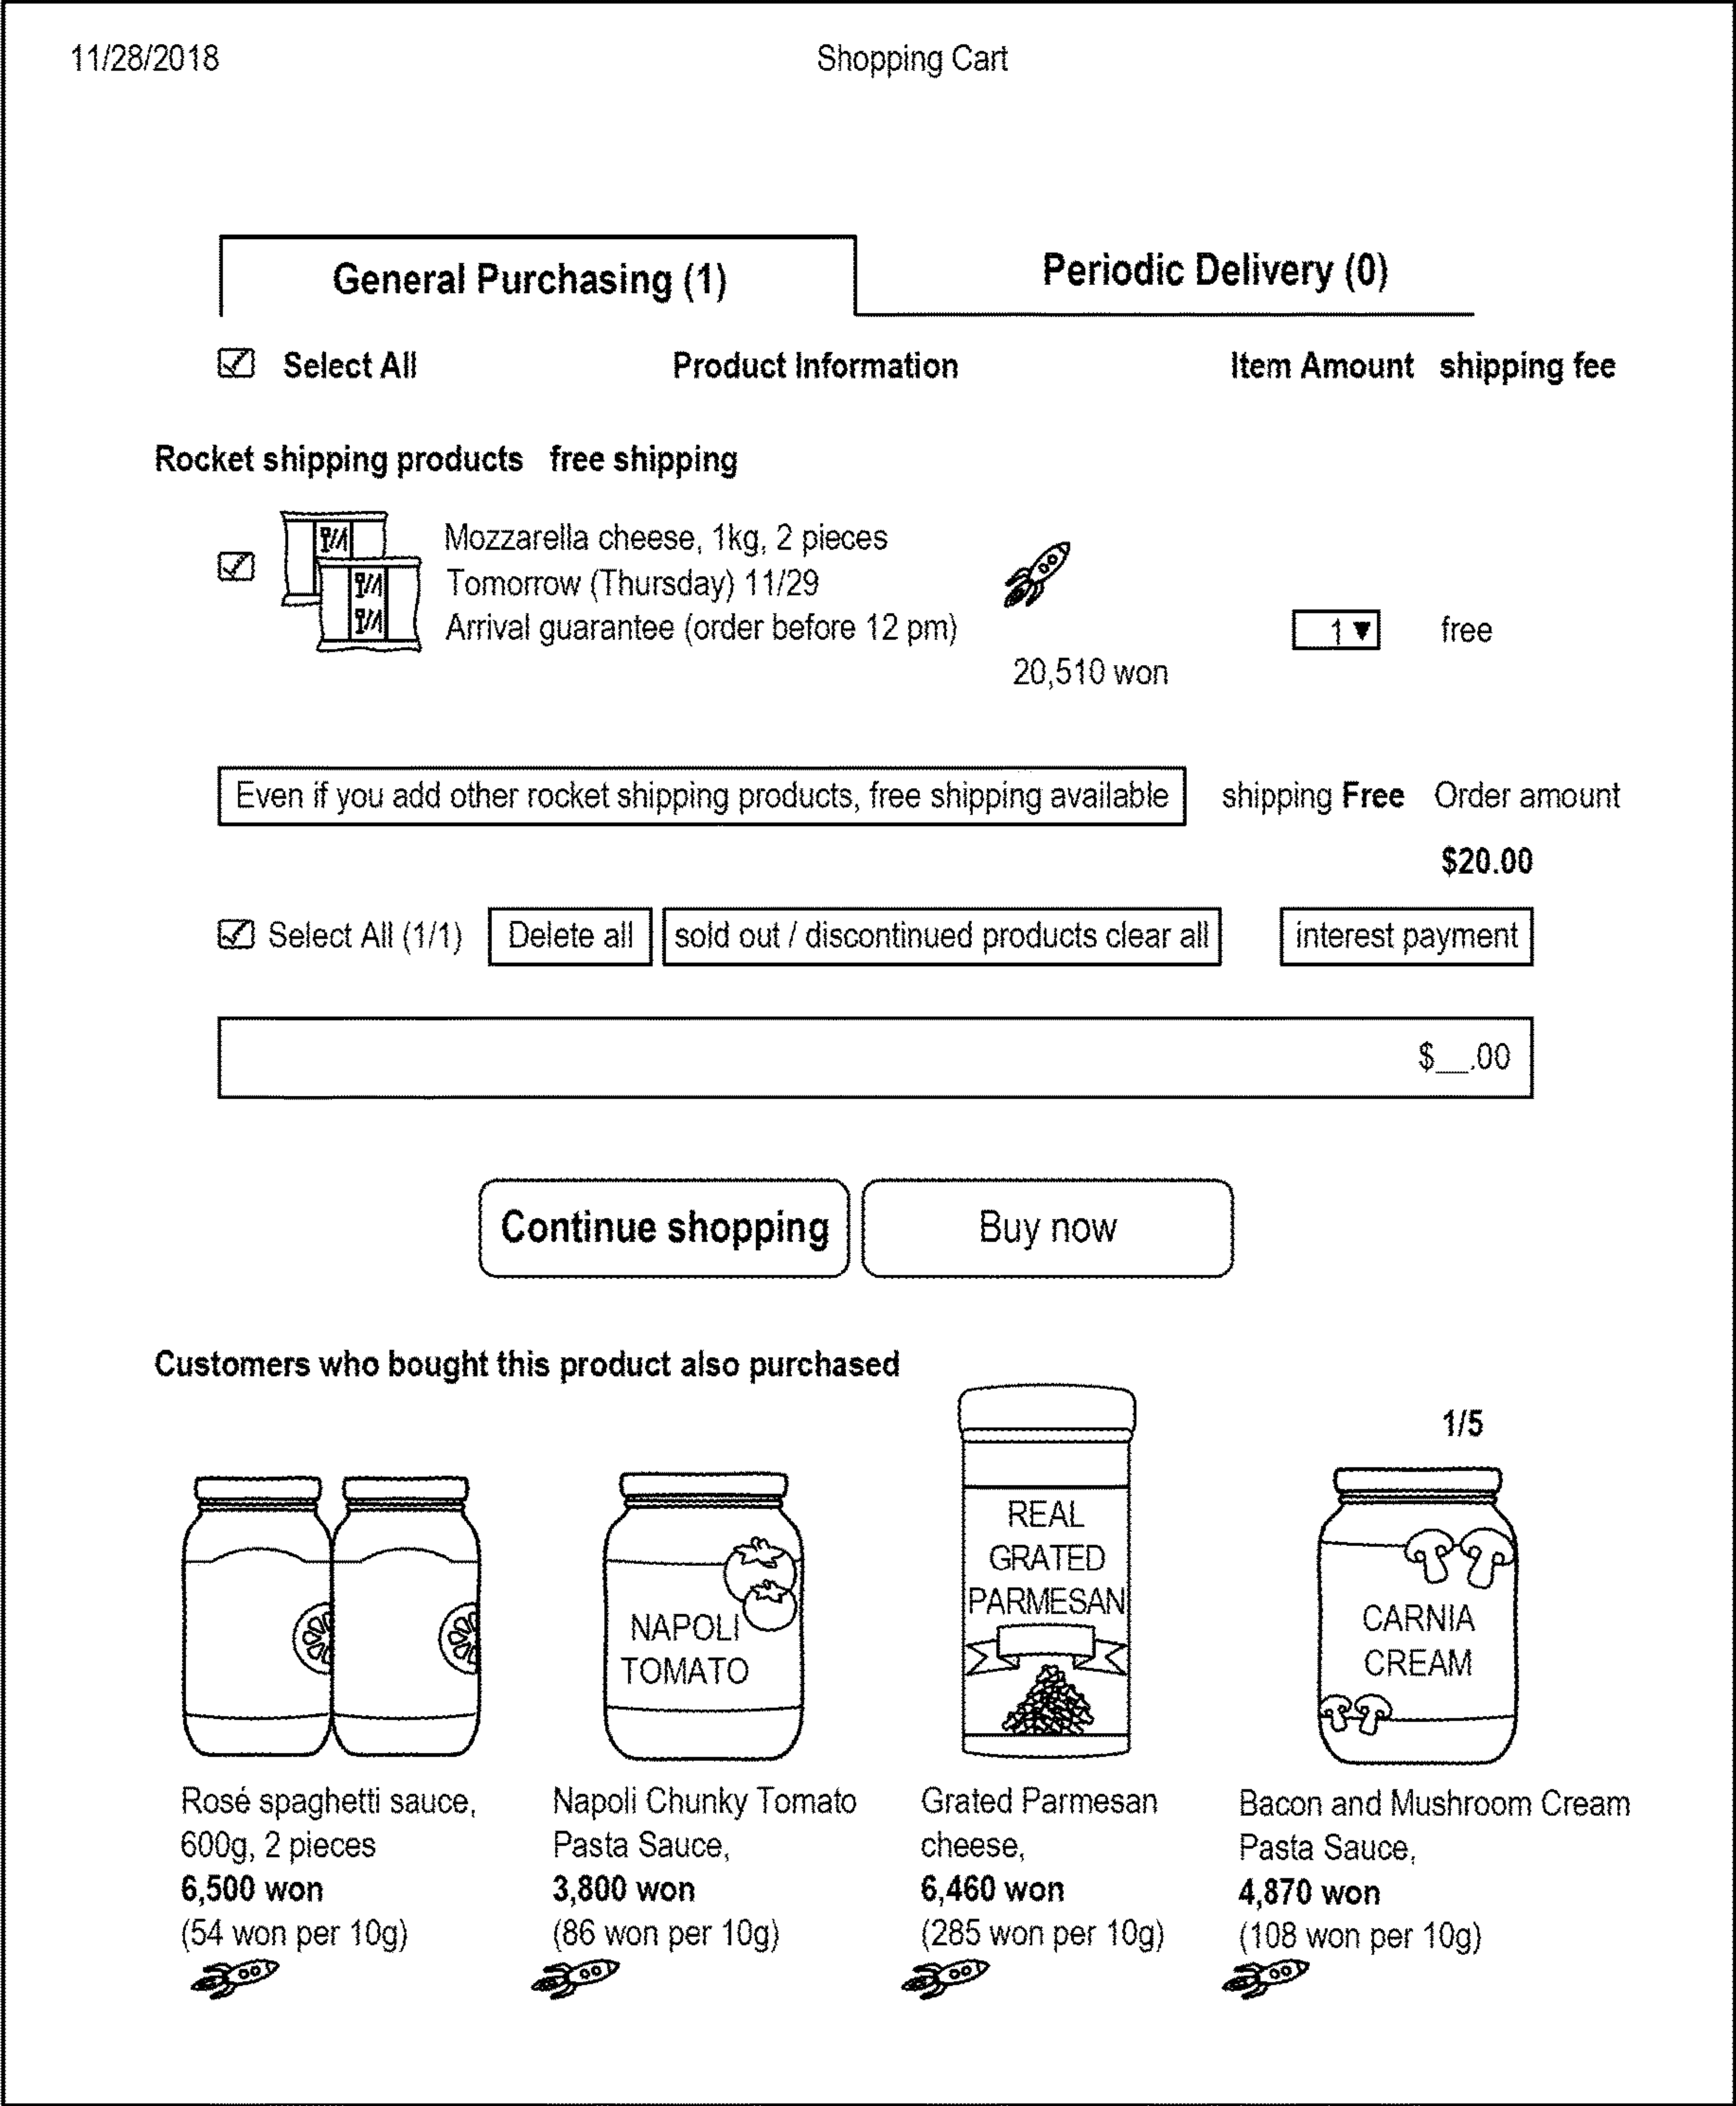 11/28/2018 Shopping Cart
General Purchasing (1) Periodic Delivery (0)
Select All Product Information Item Amount shipping fee
Rocket shipping products free shipping
Mozzarella cheese, 1kg, 2 pieces
Tomorrow (Thursday) 11/29
Arrival guarantee (order before 12 pm)
1 ▼ free
20,510 won
Even if you add other rocket shipping products, free shipping available shipping Free Order amount
$20.00
Select All (1/1) Delete all sold out / discontinued products clear all interest payment
$__.00
Continue shopping Buy now
Customers who bought this product also purchased
1/5
NAPOLI
TOMATO
REAL
GRATED
PARMESAN
CARNIA
CREAM
Rosé spaghetti sauce,
600g, 2 pieces
6,500 won
(54 won per 10g)
Napoli Chunky Tomato
Pasta Sauce,
3,800 won
(86 won per 10g)
Grated Parmesan
cheese,
6,460 won
(285 won per 10g)
Bacon and Mushroom Cream
Pasta Sauce,
4,870 won
(108 won per 10g)